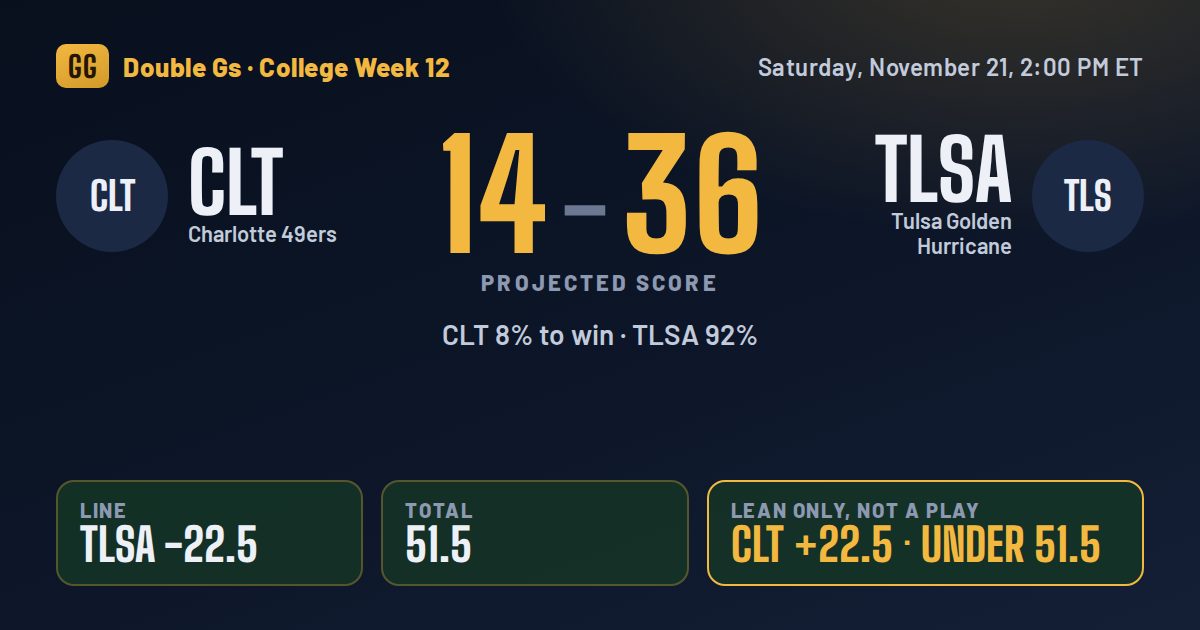 GG
Double Gs · College Week 12
Saturday, November 21, 2:00 PM ET
CLT
CLT
Charlotte 49ers
14 – 36
PROJECTED SCORE
CLT 8% to win · TLSA 92%
TLSA
Tulsa Golden
Hurricane
TLS
LINE
TLSA −22.5
TOTAL
51.5
LEAN ONLY, NOT A PLAY
CLT +22.5 · UNDER 51.5